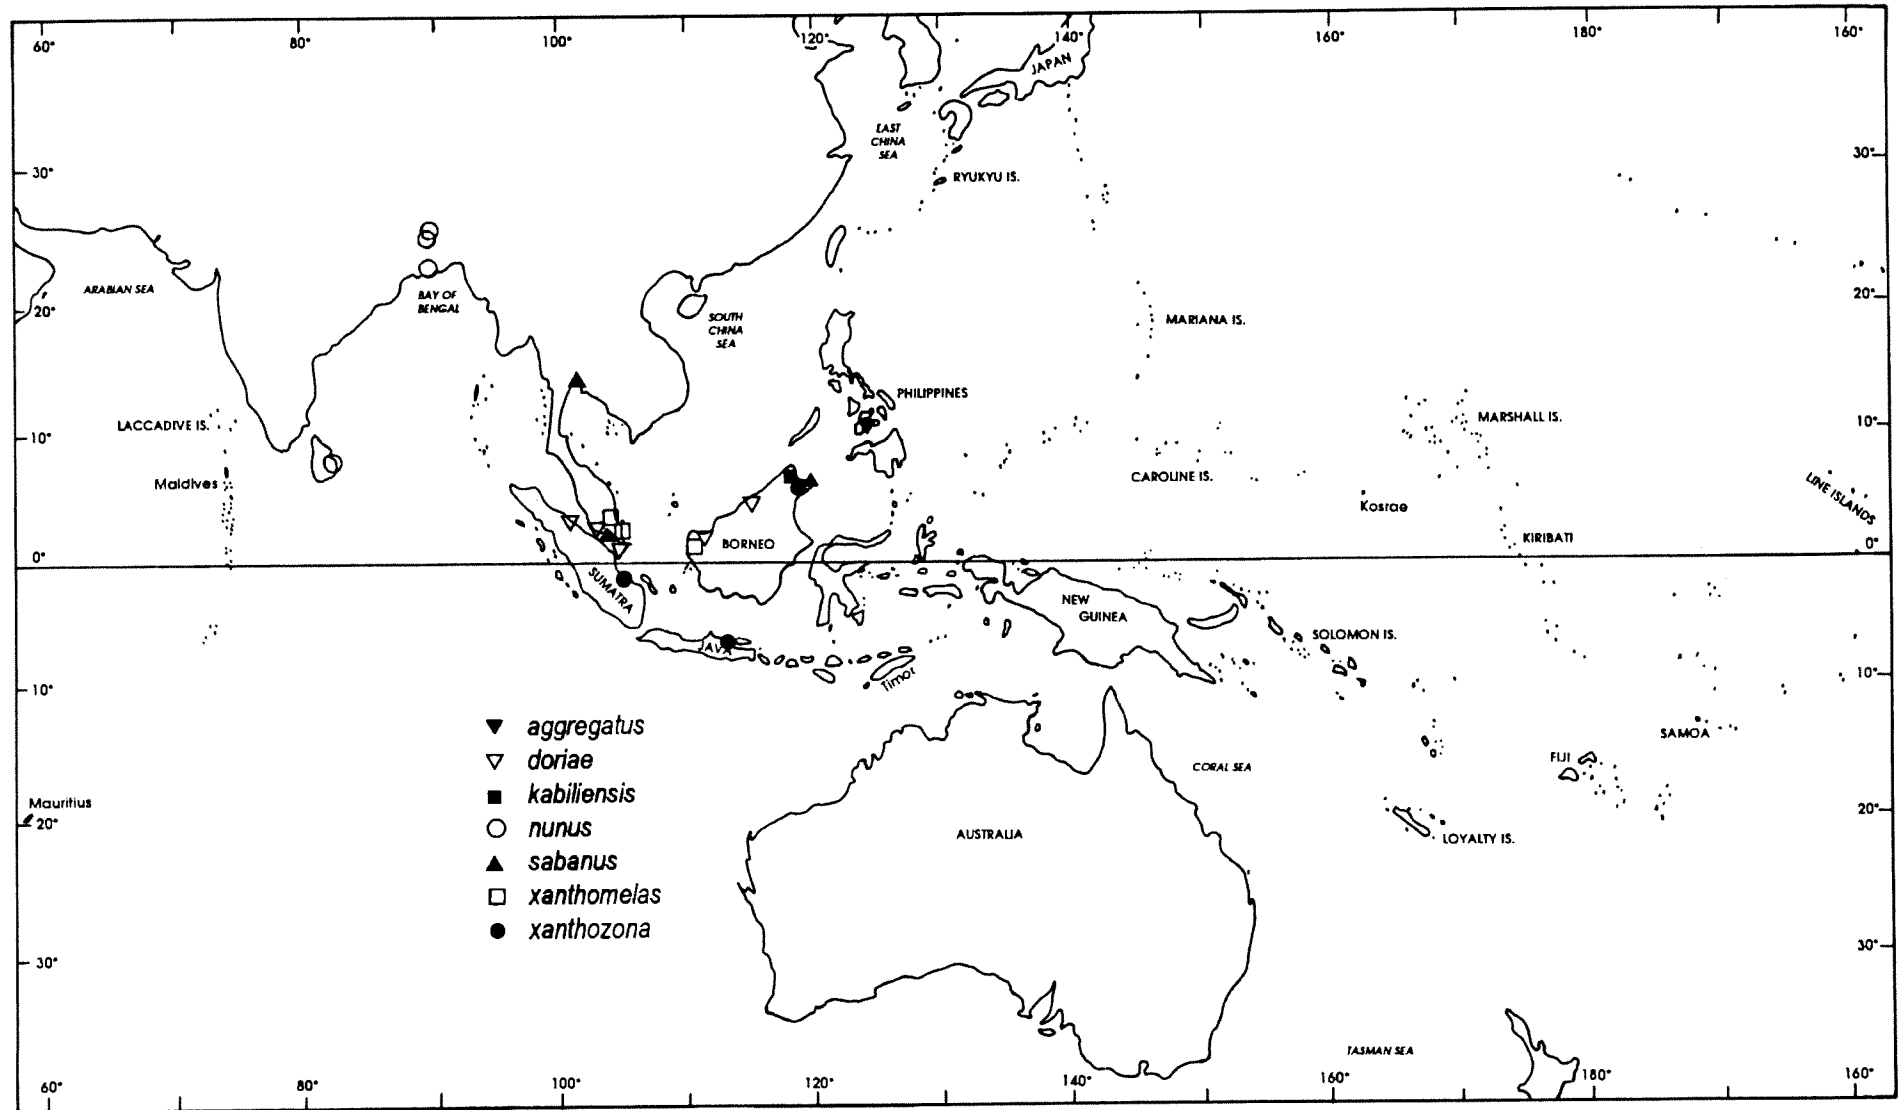 60°
80°
100°
120°
140°
160°
180°
160°
JAPAN
EAST
CHINA
SEA
30°
30°
RYUKYU IS.
ARABIAN SEA
BAY OF
BENGAL
20°
20°
SOUTH
CHINA
SEA
MARIANA IS.
PHILIPPINES
LACCADIVE IS.
MARSHALL IS.
10°
10°
Maldives
CAROLINE IS.
LINE ISLANDS
Kosrae
KIRIBATI
BORNEO
0°
0°
SUMATRA
NEW
GUINEA
SOLOMON IS.
JAVA
Timor
10°
10°
aggregatus
doriae
kabiliensis
nunus
sabanus
xanthomelas
xanthozona
SAMOA
FIJI
CORAL SEA
Mauritius
20°
20°
AUSTRALIA
LOYALTY IS.
30°
30°
TASMAN SEA
60°
80°
100°
120°
140°
160°
180°
160°